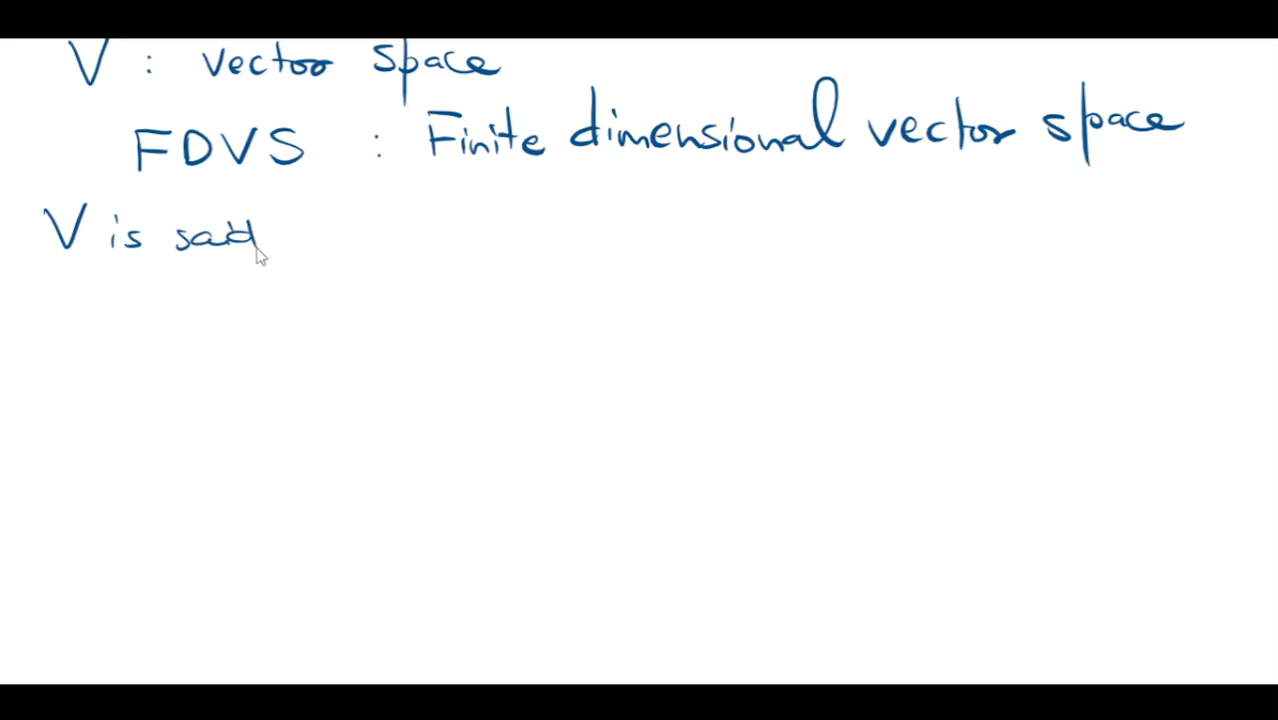 V : vector space
FDVS : Finite dimensional vector space
V is said